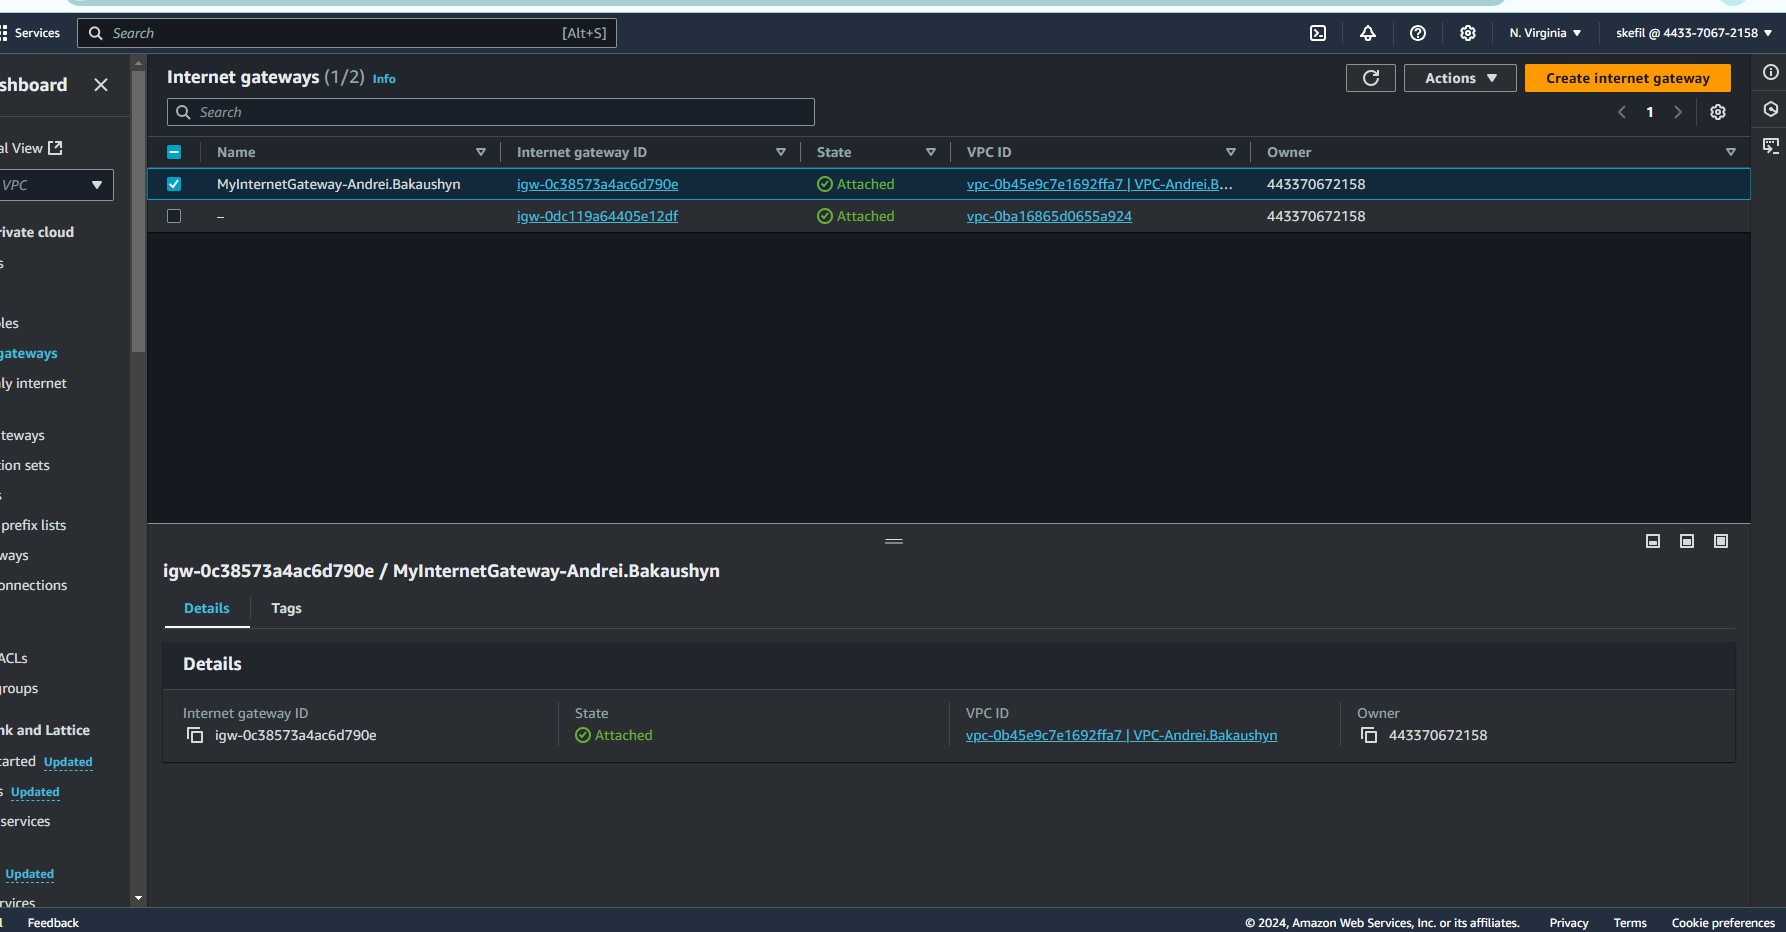 Services
Search
[Alt+S]
N. Virginia
skefil @ 4433-7067-2158
shboard
al View
VPC
rivate cloud
s
les
gateways
ly internet
teways
tion sets
s
prefix lists
ways
onnections
ACLs
groups
nk and Lattice
tarted Updated
s Updated
services
Updated
rvices
Internet gateways (1/2) Info
Actions
Create internet gateway
Search
1
Name
Internet gateway ID
State
VPC ID
Owner
MyInternetGateway-Andrei.Bakaushyn
igw-0c38573a4ac6d790e
Attached
vpc-0b45e9c7e1692ffa7 | VPC-Andrei.B...
443370672158
–
igw-0dc119a64405e12df
Attached
vpc-0ba16865d0655a924
443370672158
igw-0c38573a4ac6d790e / MyInternetGateway-Andrei.Bakaushyn
Details
Tags
Details
Internet gateway ID
igw-0c38573a4ac6d790e
State
Attached
VPC ID
vpc-0b45e9c7e1692ffa7 | VPC-Andrei.Bakaushyn
Owner
443370672158
l
Feedback
© 2024, Amazon Web Services, Inc. or its affiliates.
Privacy
Terms
Cookie preferences